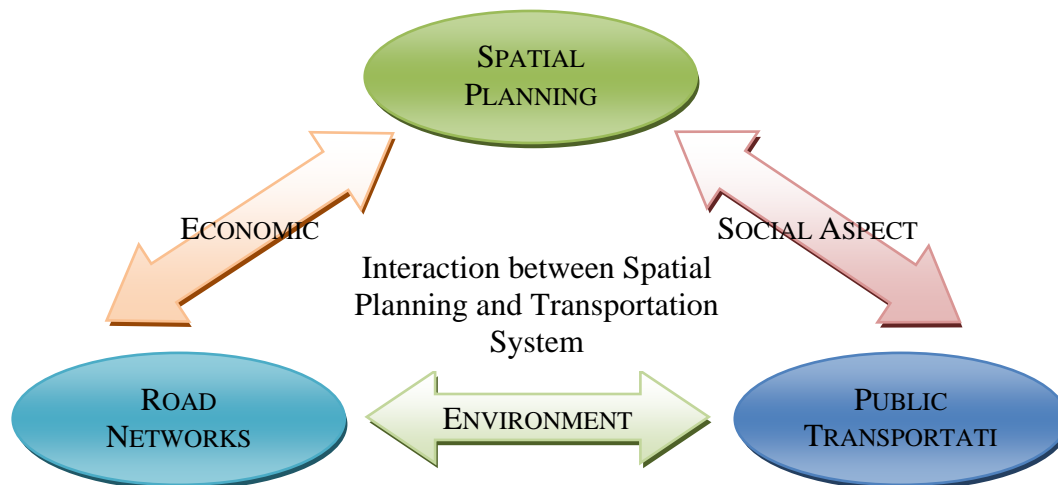 SPATIAL
PLANNING
ECONOMIC
SOCIAL ASPECT
Interaction between Spatial
Planning and Transportation
System
ROAD
NETWORKS
ENVIRONMENT
PUBLIC
TRANSPORTATI